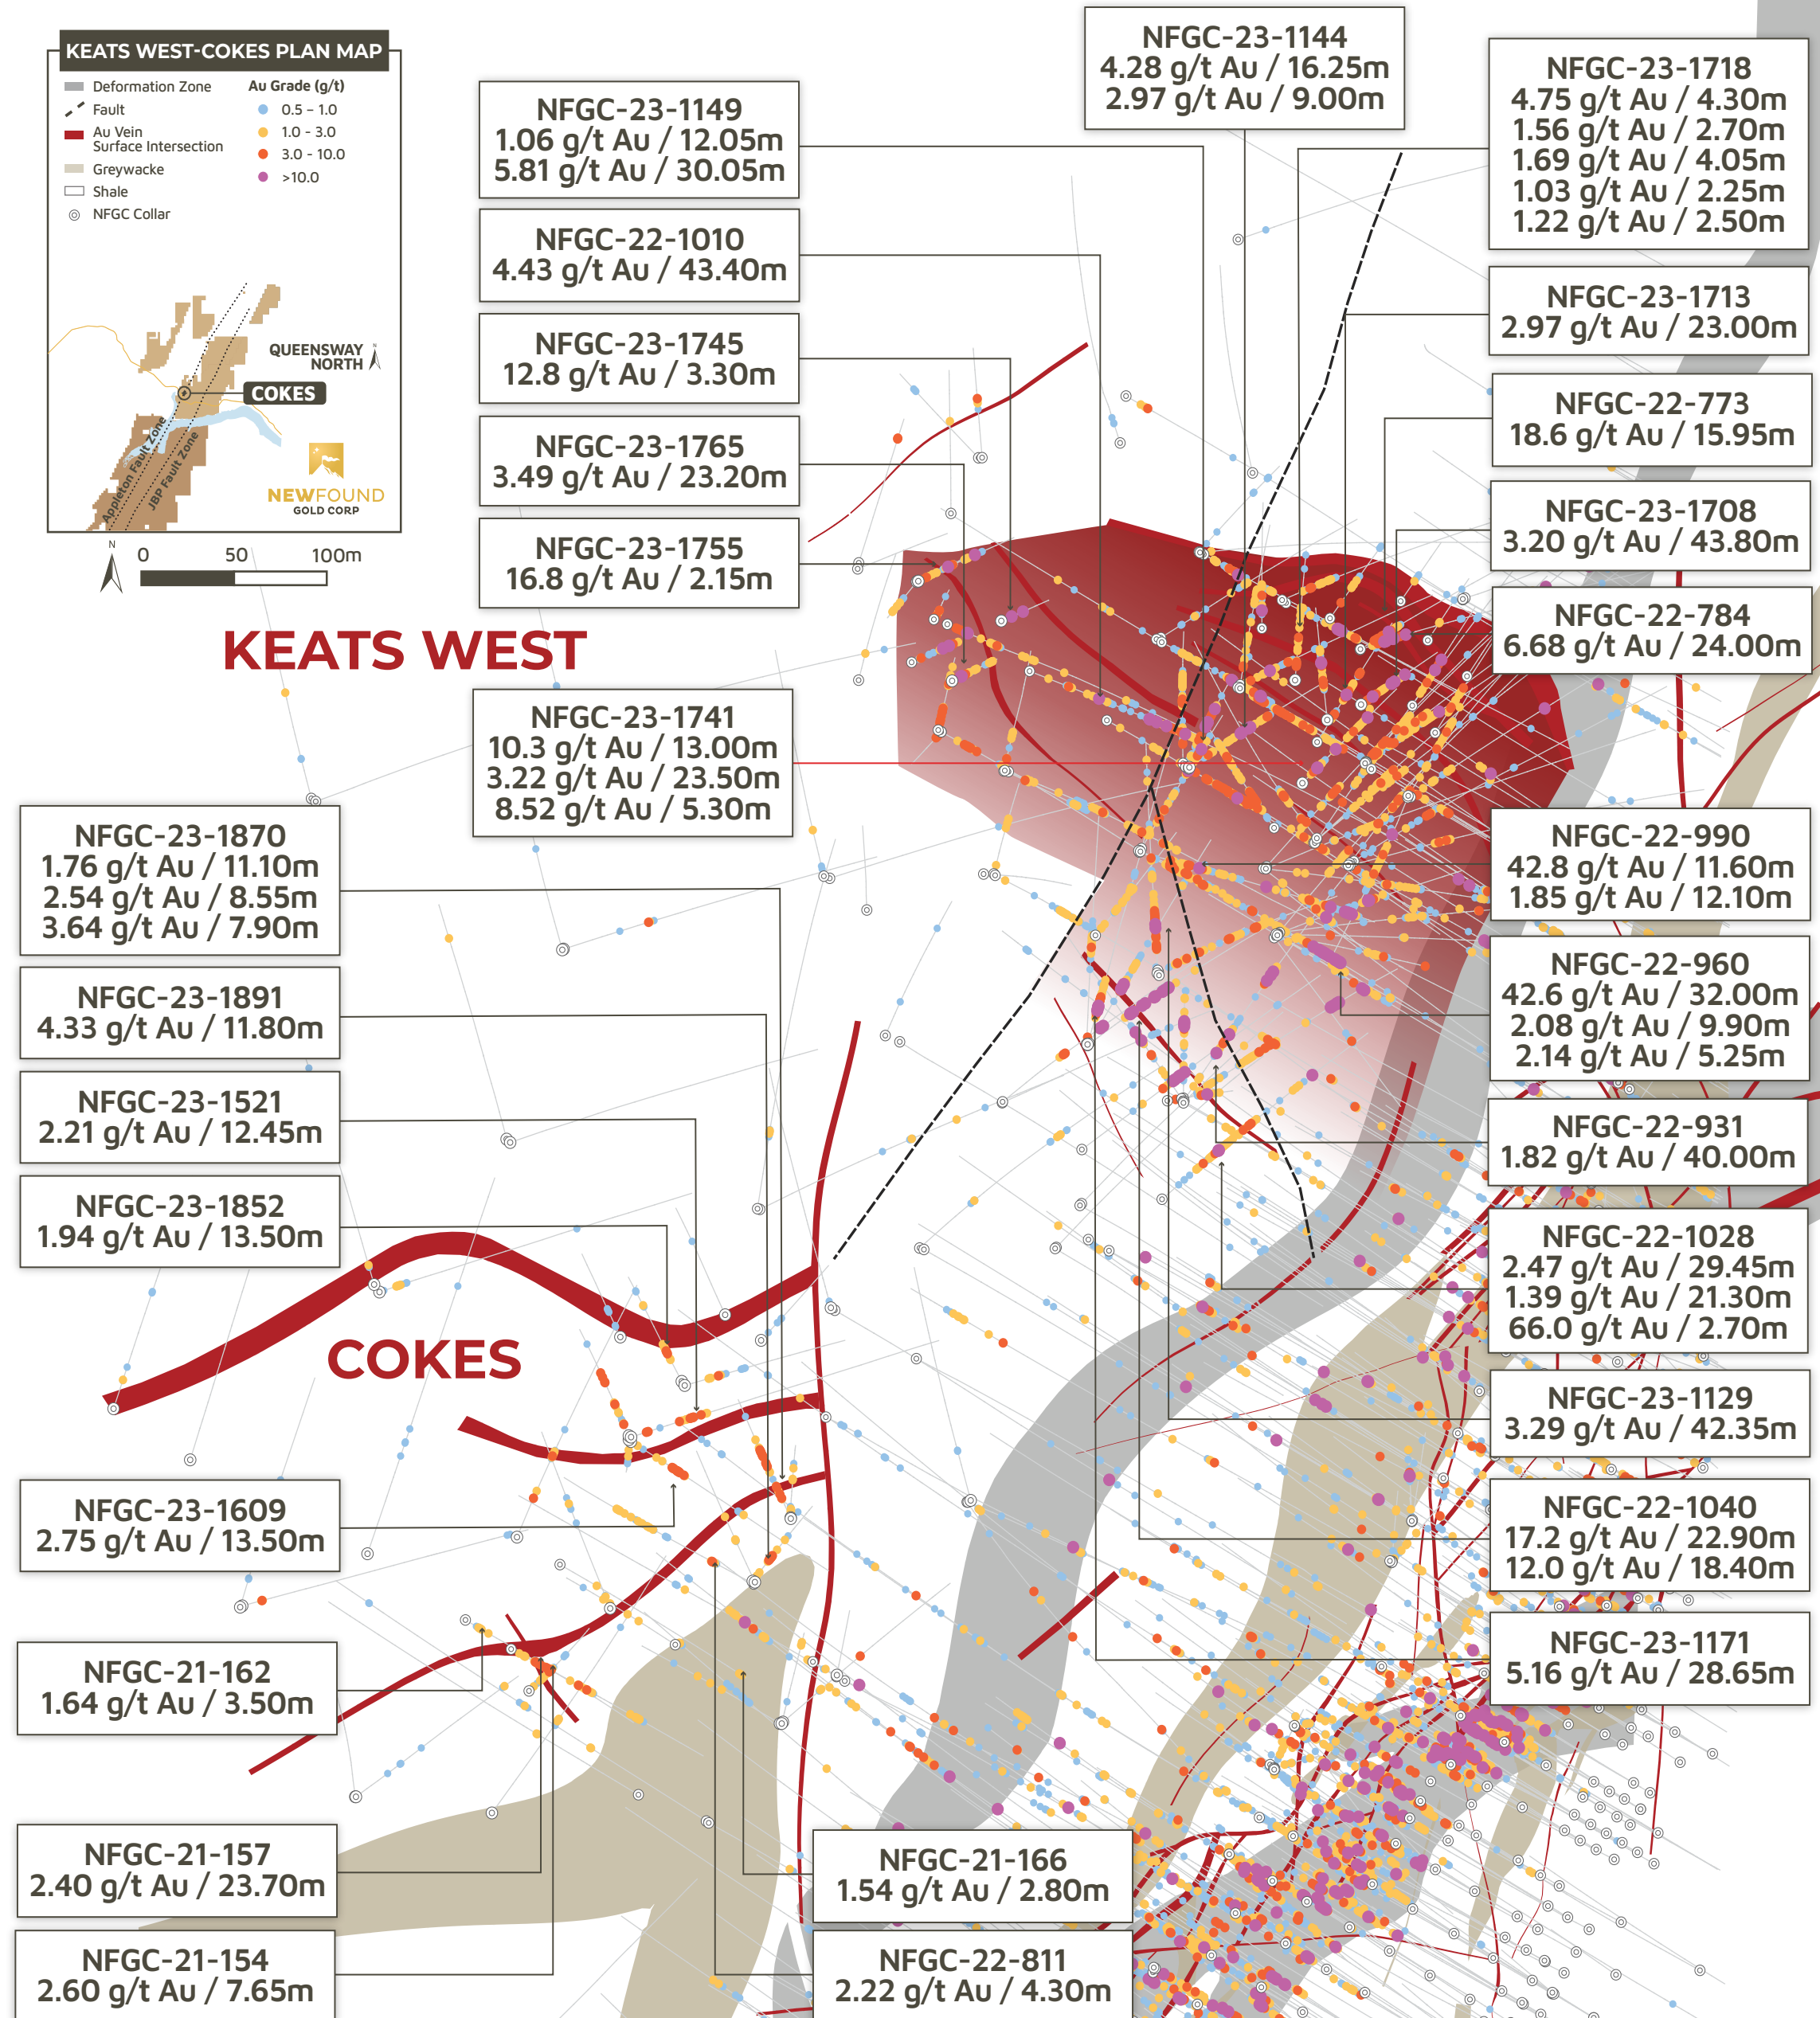 KEATS WEST-COKES PLAN MAP
Deformation Zone
Fault
Au Vein
Surface Intersection
Greywacke
Shale
NFGC Collar
Au Grade (g/t)
0.5 – 1.0
1.0 - 3.0
3.0 - 10.0
>10.0
QUEENSWAY
NORTH
N
COKES
Appleton Fault Zone
JBP Fault Zone
NEWFOUND
GOLD CORP
N
0 50 100m
NFGC-23-1149
1.06 g/t Au / 12.05m
5.81 g/t Au / 30.05m
NFGC-22-1010
4.43 g/t Au / 43.40m
NFGC-23-1745
12.8 g/t Au / 3.30m
NFGC-23-1765
3.49 g/t Au / 23.20m
NFGC-23-1755
16.8 g/t Au / 2.15m
NFGC-23-1144
4.28 g/t Au / 16.25m
2.97 g/t Au / 9.00m
NFGC-23-1718
4.75 g/t Au / 4.30m
1.56 g/t Au / 2.70m
1.69 g/t Au / 4.05m
1.03 g/t Au / 2.25m
1.22 g/t Au / 2.50m
NFGC-23-1713
2.97 g/t Au / 23.00m
NFGC-22-773
18.6 g/t Au / 15.95m
NFGC-23-1708
3.20 g/t Au / 43.80m
NFGC-22-784
6.68 g/t Au / 24.00m
KEATS WEST
NFGC-23-1741
10.3 g/t Au / 13.00m
3.22 g/t Au / 23.50m
8.52 g/t Au / 5.30m
NFGC-23-1870
1.76 g/t Au / 11.10m
2.54 g/t Au / 8.55m
3.64 g/t Au / 7.90m
NFGC-23-1891
4.33 g/t Au / 11.80m
NFGC-23-1521
2.21 g/t Au / 12.45m
NFGC-23-1852
1.94 g/t Au / 13.50m
NFGC-22-990
42.8 g/t Au / 11.60m
1.85 g/t Au / 12.10m
NFGC-22-960
42.6 g/t Au / 32.00m
2.08 g/t Au / 9.90m
2.14 g/t Au / 5.25m
NFGC-22-931
1.82 g/t Au / 40.00m
NFGC-22-1028
2.47 g/t Au / 29.45m
1.39 g/t Au / 21.30m
66.0 g/t Au / 2.70m
COKES
NFGC-23-1129
3.29 g/t Au / 42.35m
NFGC-23-1609
2.75 g/t Au / 13.50m
NFGC-22-1040
17.2 g/t Au / 22.90m
12.0 g/t Au / 18.40m
NFGC-23-1171
5.16 g/t Au / 28.65m
NFGC-21-162
1.64 g/t Au / 3.50m
NFGC-21-157
2.40 g/t Au / 23.70m
NFGC-21-154
2.60 g/t Au / 7.65m
NFGC-21-166
1.54 g/t Au / 2.80m
NFGC-22-811
2.22 g/t Au / 4.30m